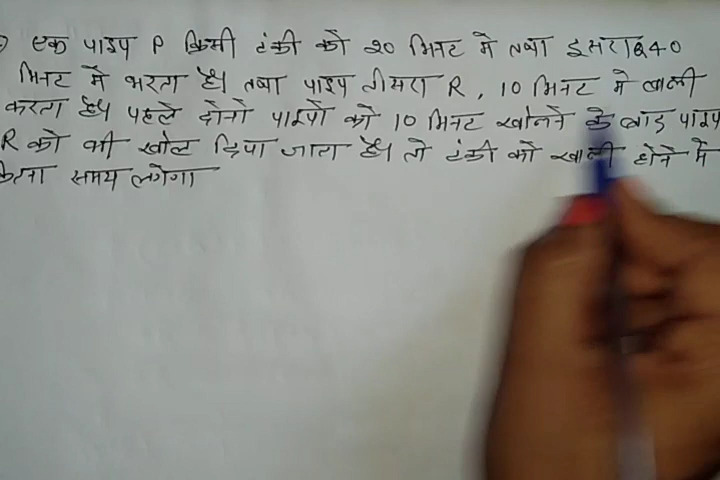 एक पाइप P किसी टंकी को 20 मिनट में तथा दूसरा Q 40
मिनट में भरता है। तथा पाइप तीसरा R, 10 मिनट में खाली
करता है। पहले दोनो पाइपो को 10 मिनट खोलने के बाद पाइप
R को भी खोल दिया जाता है। तो टंकी को खाली होने में
समय लगेगा